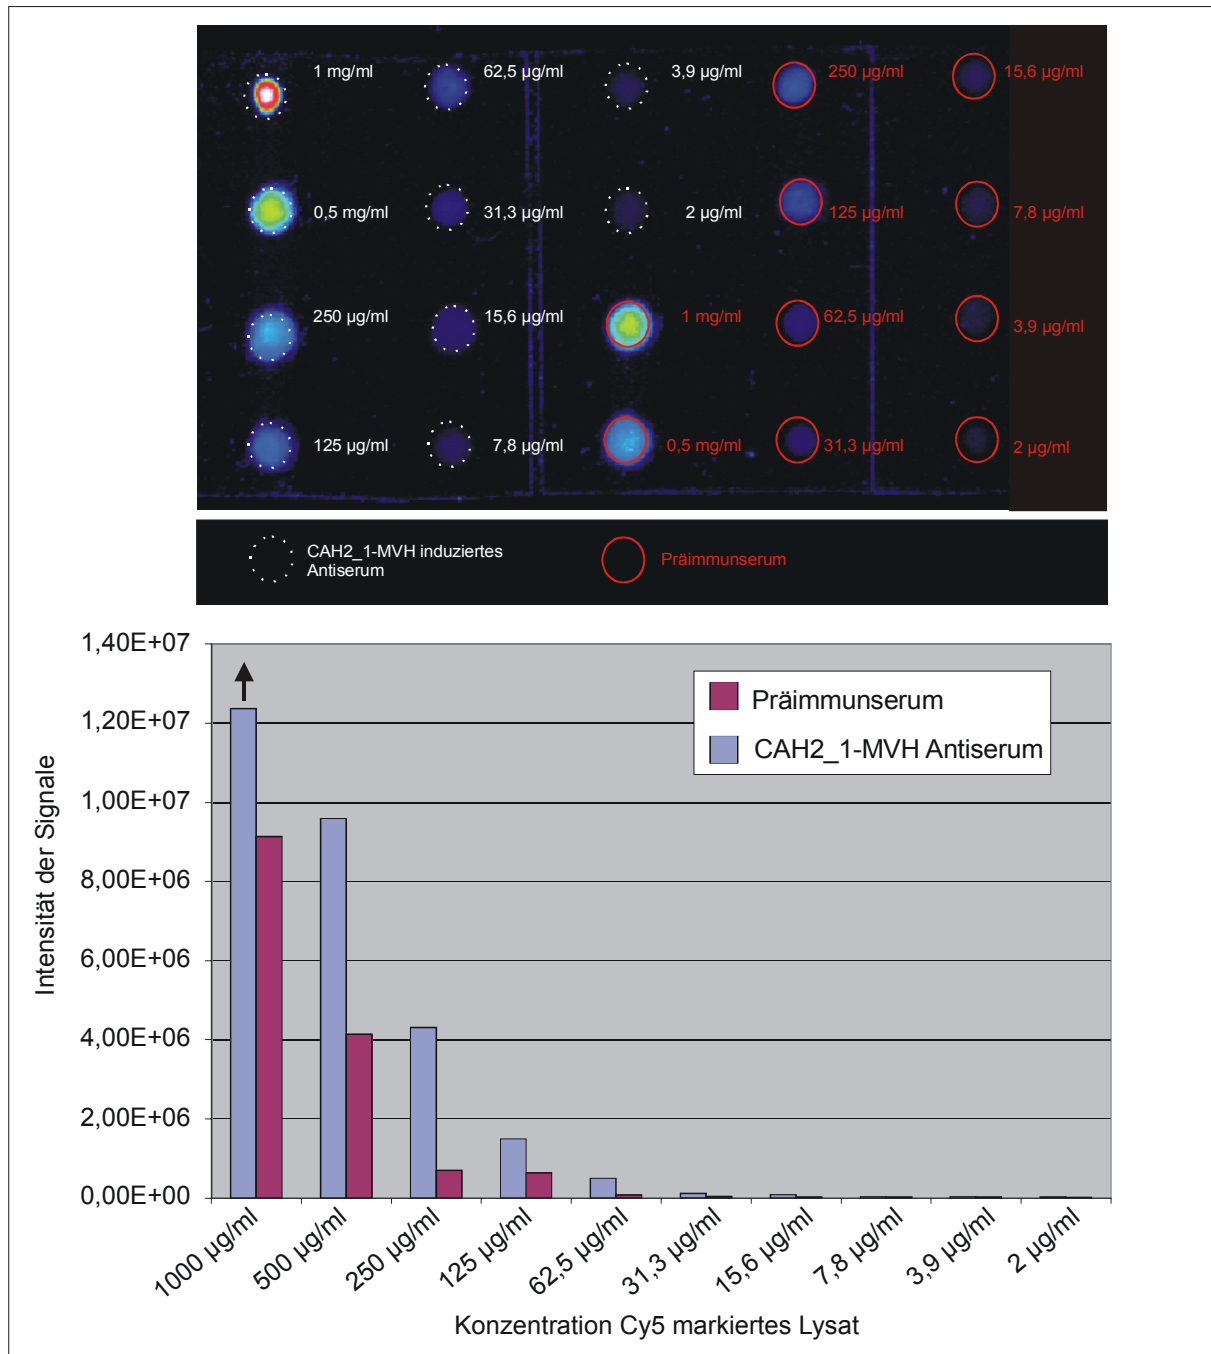 1 mg/ml
62,5 µg/ml
3,9 µg/ml
250 µg/ml
15,6 µg/ml
0,5 mg/ml
31,3 µg/ml
2 µg/ml
125 µg/ml
7,8 µg/ml
250 µg/ml
15,6 µg/ml
1 mg/ml
62,5 µg/ml
3,9 µg/ml
125 µg/ml
7,8 µg/ml
0,5 mg/ml
31,3 µg/ml
2 µg/ml
CAH2_1-MVH induziertes
Antiserum
Präimmunserum
1,40E+07
1,20E+07
1,00E+07
8,00E+06
6,00E+06
4,00E+06
2,00E+06
0,00E+00
Intensität der Signale
Präimmunserum
CAH2_1-MVH Antiserum
1000 µg/ml
500 µg/ml
250 µg/ml
125 µg/ml
62,5 µg/ml
31,3 µg/ml
15,6 µg/ml
7,8 µg/ml
3,9 µg/ml
2 µg/ml
Konzentration Cy5 markiertes Lysat